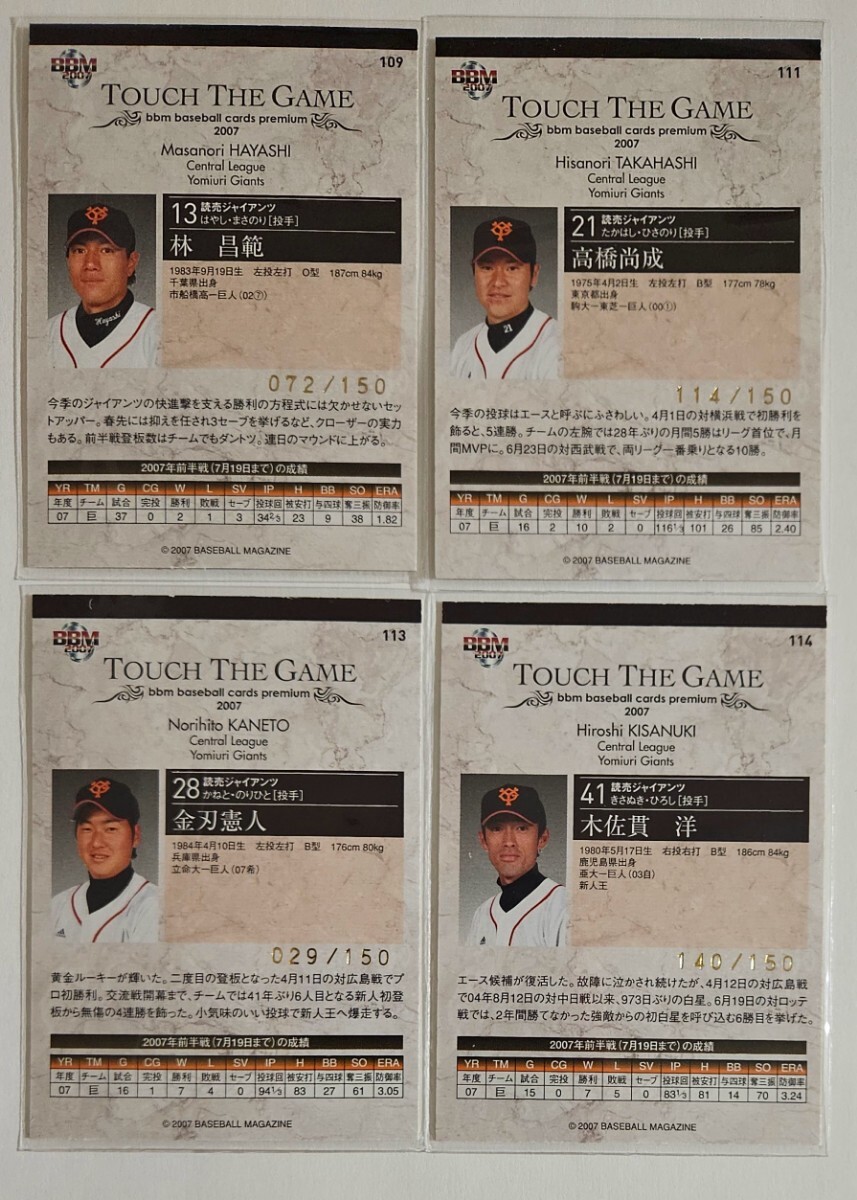 BBM
2007
109
TOUCH THE GAME
bbm baseball cards premium
2007
Masanori HAYASHI
Central League
Yomiuri Giants
13 読売ジャイアンツ
はやし・まさのり[投手]
林 昌範
1983年9月19日生 左投左打 O型 187cm 84kg
千葉県出身
市船橋高ー巨人(02⑦)
Hayashi
072/150
今季のジャイアンツの快進撃を支える勝利の方程式には欠かせないセッ
トアッパー。春先には抑えを任され3セーブを挙げるなど、クローザーの実力
もある。前半戦登板数はチームでもダントツ。連日のマウンドに上がる。
2007年前半戦(7月19日まで)の成績
YR TM G CG W L SV IP H BB SO ERA
年度 チーム 試合 完投 勝利 敗戦 セーブ 投球回 被安打 与四球 奪三振 防御率
07 巨 37 0 2 1 3 34⅔ 23 9 38 1.82
© 2007 BASEBALL MAGAZINE
BBM
2007
111
TOUCH THE GAME
bbm baseball cards premium
2007
Hisanori TAKAHASHI
Central League
Yomiuri Giants
21 読売ジャイアンツ
たかはし・ひさのり[投手]
高橋尚成
1975年4月2日生 左投左打 B型 177cm 78kg
東京都出身
駒大ー東芝ー巨人(00①)
21
114/150
今季の投球はエースと呼ぶにふさわしい。4月1日の対横浜戦で初勝利を
飾ると、5連勝。チームの左腕では28年ぶりの月間5勝はリーグ首位で、月
間MVPに。6月23日の対西武戦で、両リーグ一番乗りとなる10勝。
2007年前半戦(7月19日まで)の成績
YR TM G CG W L SV IP H BB SO ERA
年度 チーム 試合 完投 勝利 敗戦 セーブ 投球回 被安打 与四球 奪三振 防御率
07 巨 16 2 10 2 0 116⅓ 101 26 85 2.40
© 2007 BASEBALL MAGAZINE
BBM
2007
113
TOUCH THE GAME
bbm baseball cards premium
2007
Norihito KANETO
Central League
Yomiuri Giants
28 読売ジャイアンツ
かねと・のりひと[投手]
金刃憲人
1984年4月10日生 左投左打 B型 176cm 80kg
兵庫県出身
立命大ー巨人(07希)
029/150
黄金ルーキーが輝いた。二度目の登板となった4月11日の対広島戦でプ
ロ初勝利。交流戦開幕まで、チームでは41年ぶり6人目となる新人初登
板から無傷の4連勝を飾った。小気味のいい投球で新人王へ爆走する。
2007年前半戦(7月19日まで)の成績
YR TM G CG W L SV IP H BB SO ERA
年度 チーム 試合 完投 勝利 敗戦 セーブ 投球回 被安打 与四球 奪三振 防御率
07 巨 16 1 7 4 0 94⅓ 83 27 61 3.05
© 2007 BASEBALL MAGAZINE
BBM
2007
114
TOUCH THE GAME
bbm baseball cards premium
2007
Hiroshi KISANUKI
Central League
Yomiuri Giants
41 読売ジャイアンツ
きさぬき・ひろし[投手]
木佐貫 洋
1980年5月17日生 右投右打 B型 186cm 84kg
鹿児島県出身
亜大ー巨人(03自)
新人王
140/150
エース候補が復活した。故障に泣かされ続けたが、4月12日の対広島戦
で04年8月12日の対中日戦以来、973日ぶりの白星。6月19日の対ロッテ
戦では、2年間勝てなかった強敵からの初白星を呼び込む6勝目を挙げた。
2007年前半戦(7月19日まで)の成績
YR TM G CG W L SV IP H BB SO ERA
年度 チーム 試合 完投 勝利 敗戦 セーブ 投球回 被安打 与四球 奪三振 防御率
07 巨 15 0 7 5 0 83⅓ 81 14 70 3.24
© 2007 BASEBALL MAGAZINE